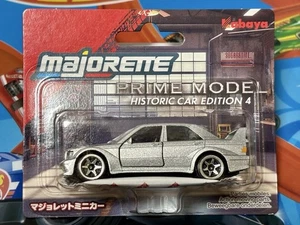 Kabaya
majorette
PRIME MODEL
HISTORIC CAR EDITION 4
マジョレットミニカー